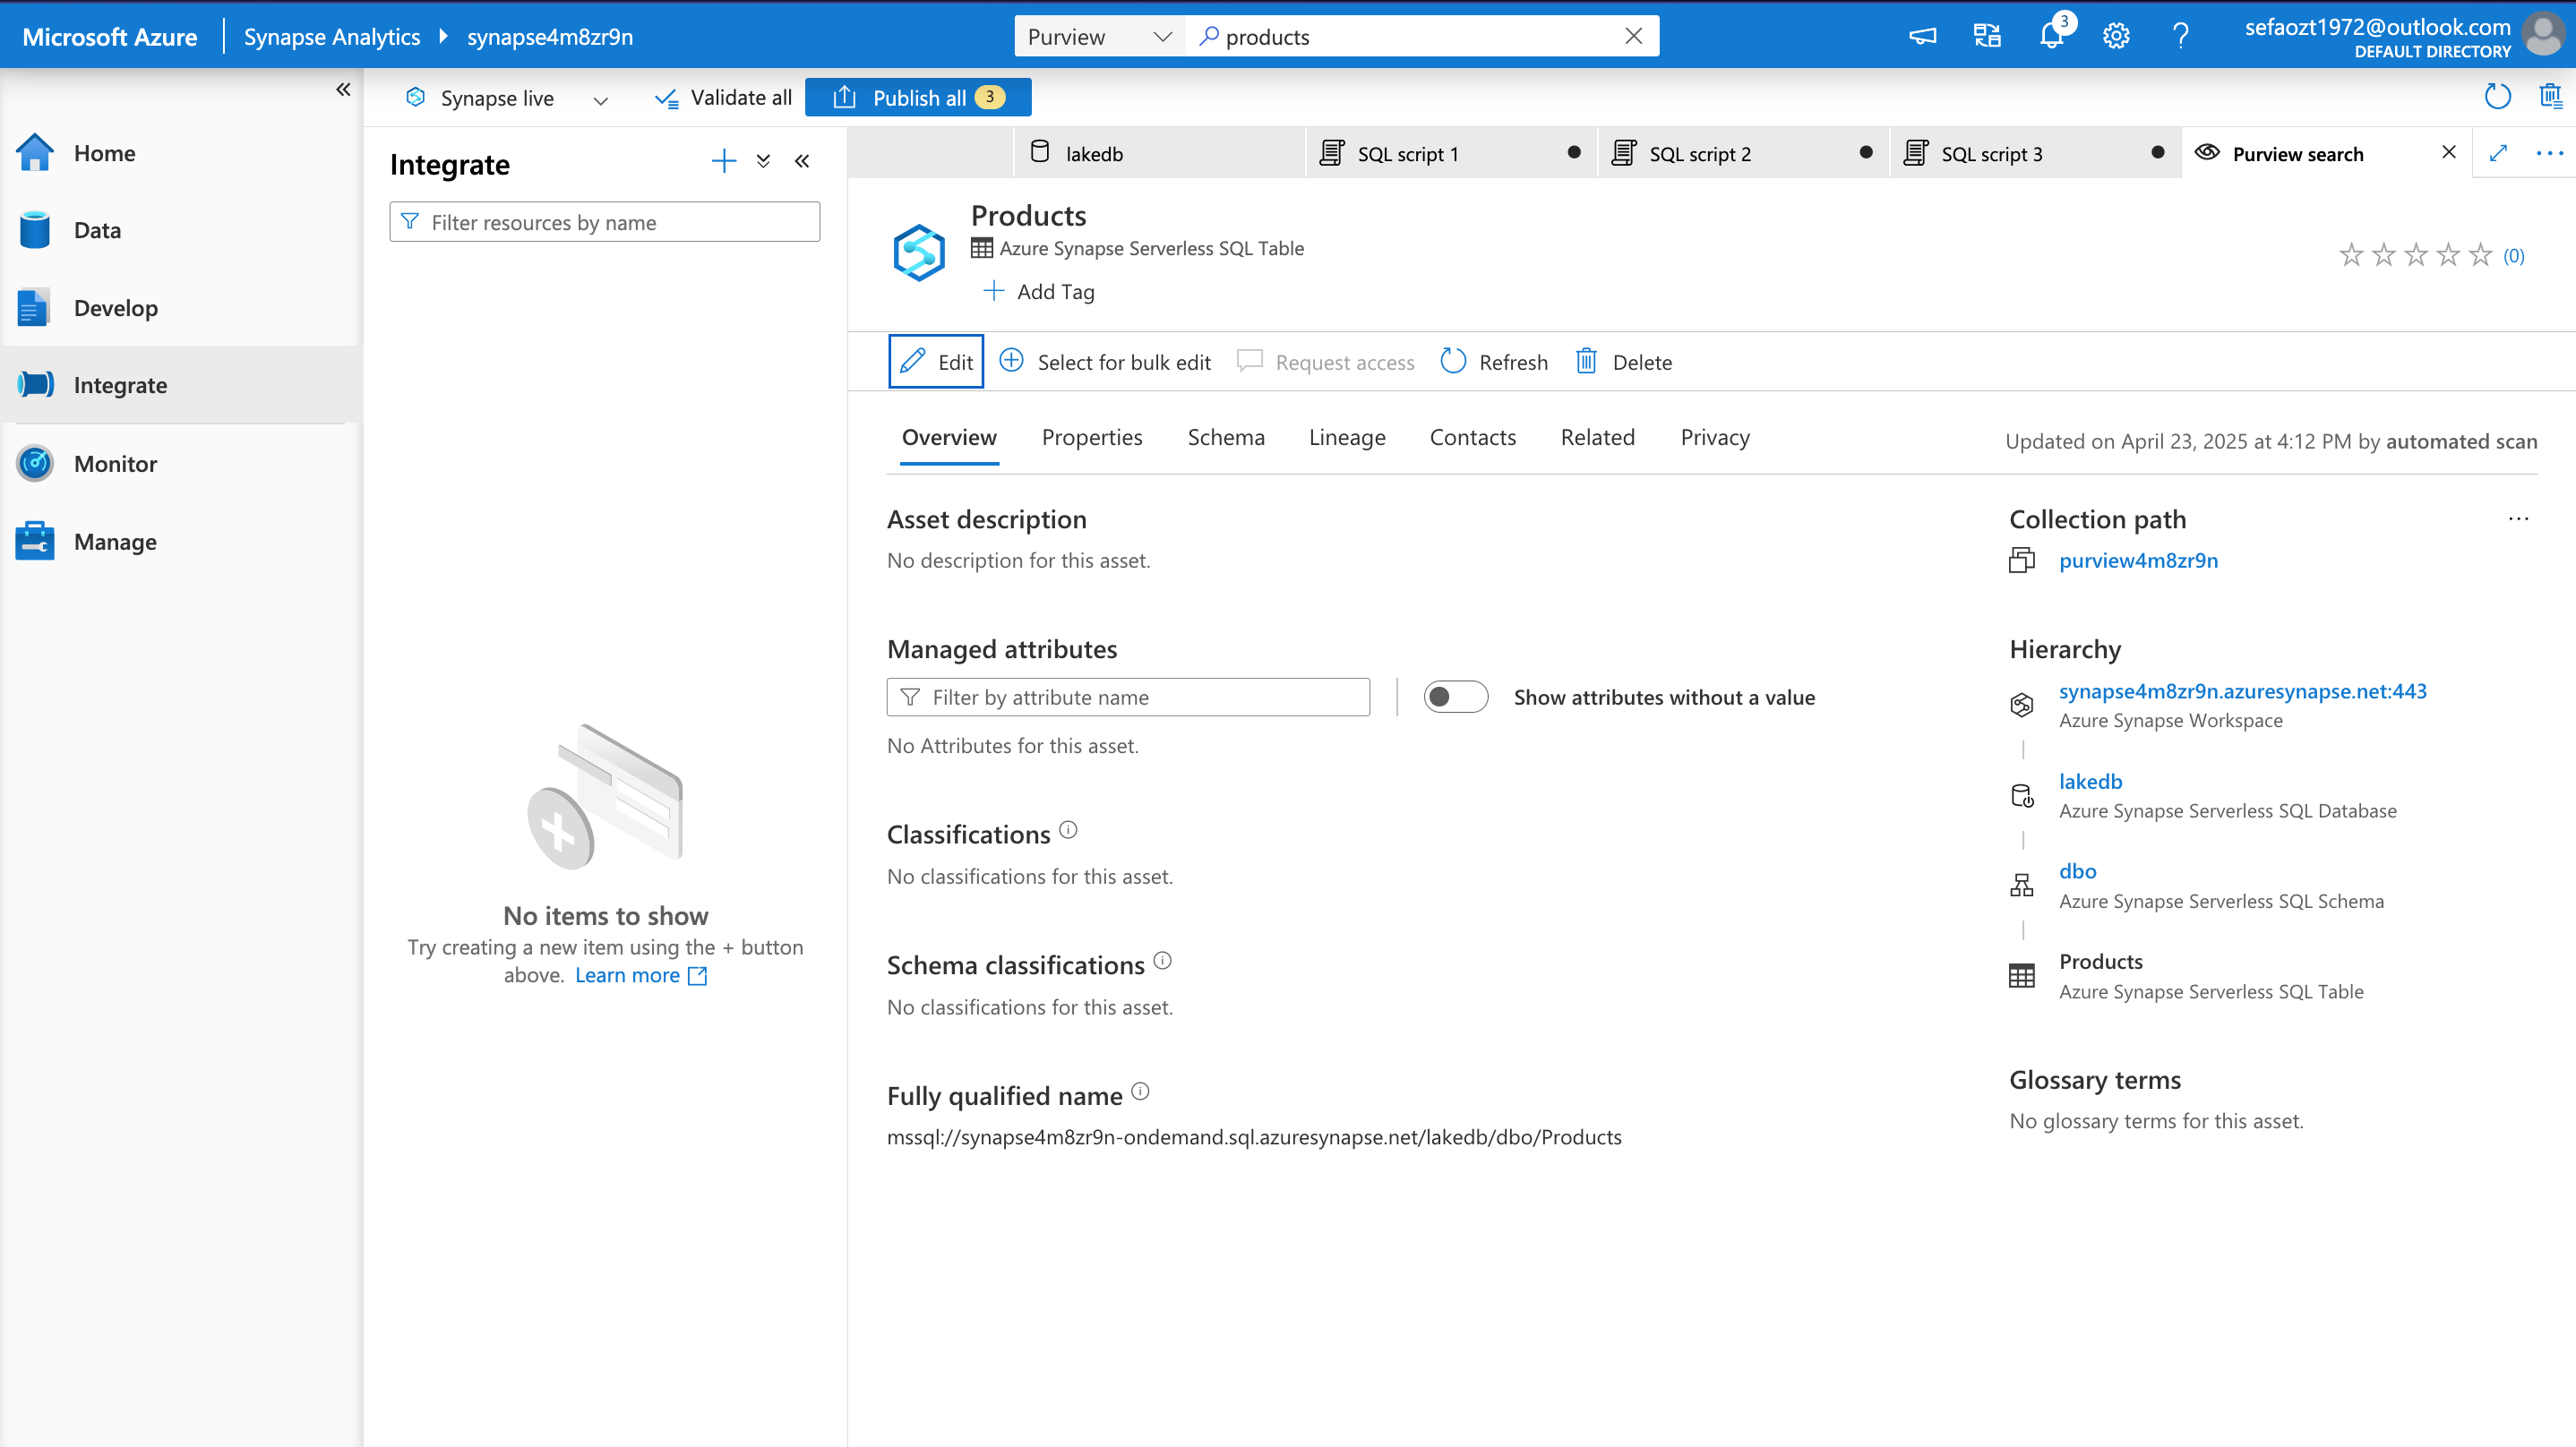 Microsoft Azure
Synapse Analytics
synapse4m8zr9n
Purview
products
3
sefaozt1972@outlook.com
DEFAULT DIRECTORY
Synapse live
Validate all
Publish all
3
Home
Data
Develop
Integrate
Monitor
Manage
Integrate
Filter resources by name
No items to show
Try creating a new item using the + button
above. Learn more
lakedb
SQL script 1
SQL script 2
SQL script 3
Purview search
Products
Azure Synapse Serverless SQL Table
Add Tag
(0)
Edit
Select for bulk edit
Request access
Refresh
Delete
Overview
Properties
Schema
Lineage
Contacts
Related
Privacy
Updated on April 23, 2025 at 4:12 PM by automated scan
Asset description
No description for this asset.
Managed attributes
Filter by attribute name
Show attributes without a value
No Attributes for this asset.
Classifications
No classifications for this asset.
Schema classifications
No classifications for this asset.
Fully qualified name
mssql://synapse4m8zr9n-ondemand.sql.azuresynapse.net/lakedb/dbo/Products
Collection path
purview4m8zr9n
Hierarchy
synapse4m8zr9n.azuresynapse.net:443
Azure Synapse Workspace
lakedb
Azure Synapse Serverless SQL Database
dbo
Azure Synapse Serverless SQL Schema
Products
Azure Synapse Serverless SQL Table
Glossary terms
No glossary terms for this asset.